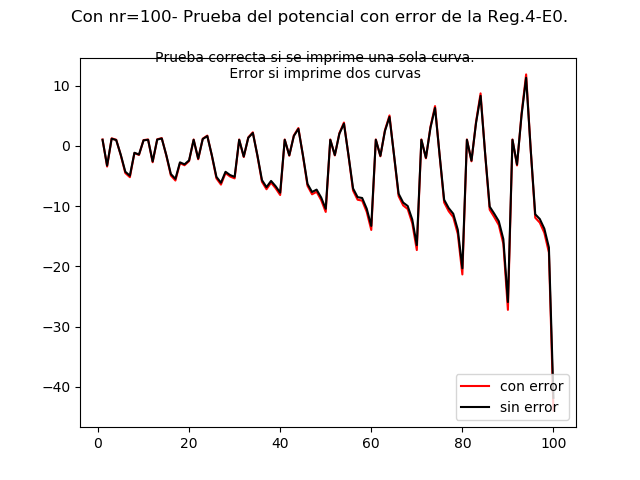 Con nr=100- Prueba del potencial con error de la Reg.4-E0.
Prueba correcta si se imprime una sola curva.
Error si imprime dos curvas
10
0
−10
−20
−30
−40
0 20 40 60 80 100
con error
sin error